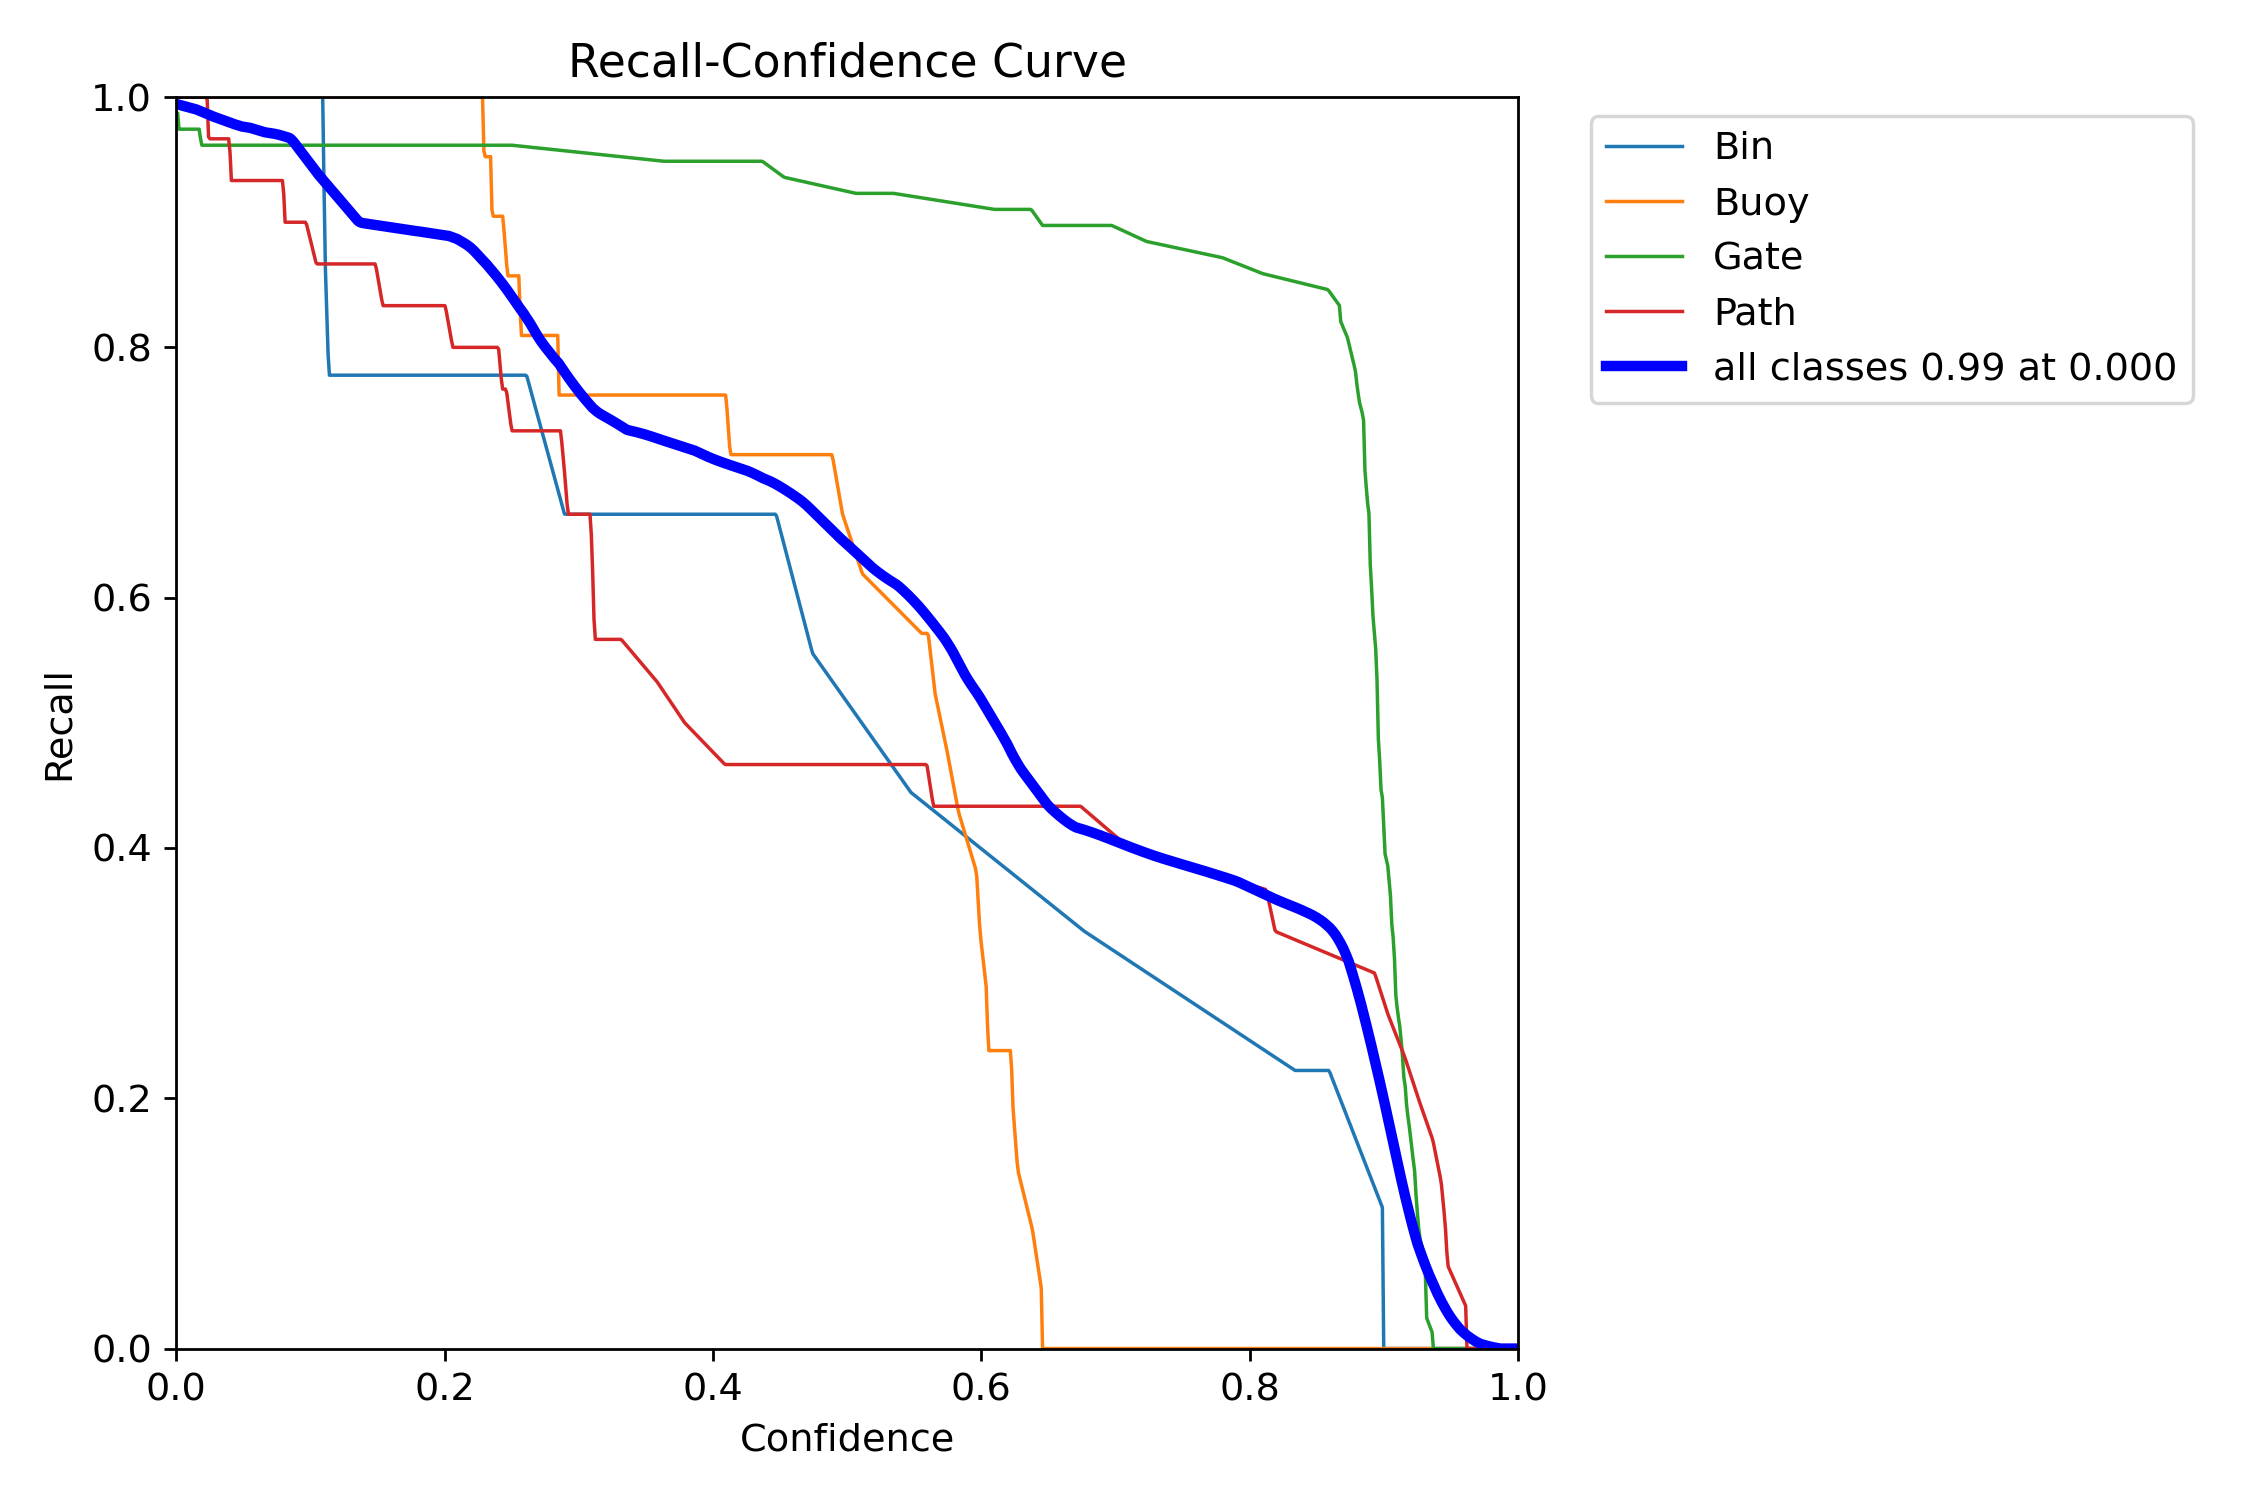 Recall-Confidence Curve
1.0
0.8
0.6
0.4
0.2
0.0
Recall
0.0 0.2 0.4 0.6 0.8 1.0
Confidence
Bin
Buoy
Gate
Path
all classes 0.99 at 0.000